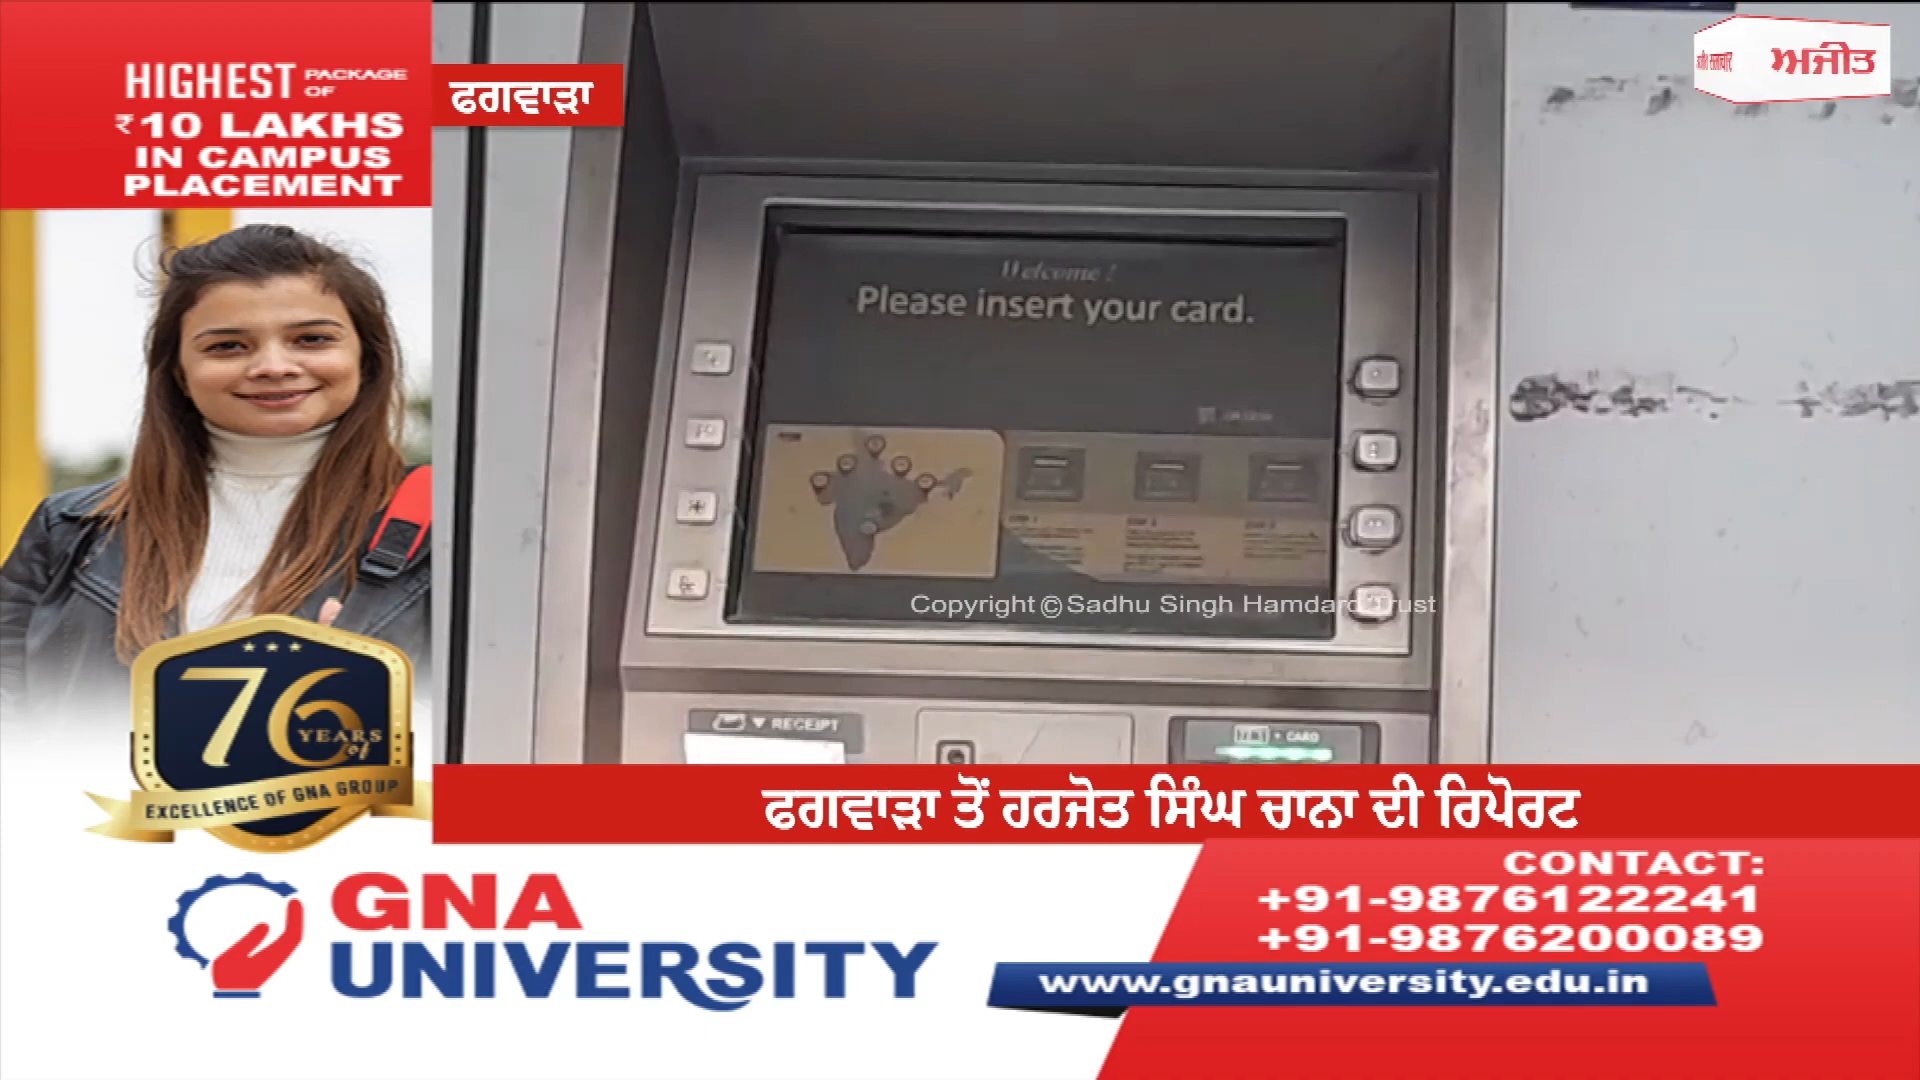 HIGHEST PACKAGE OF
₹10 LAKHS
IN CAMPUS
PLACEMENT
ਫਗਵਾੜਾ
ਅਜੀਤ
Welcome !
Please insert your card.
Copyright © Sadhu Singh Hamdard Trust
RECEIPT
CARD
76
YEARS
of
EXCELLENCE OF GNA GROUP
ਫਗਵਾੜਾ ਤੋਂ ਹਰਜੋਤ ਸਿੰਘ ਚਾਨਾ ਦੀ ਰਿਪੋਰਟ
GNA
UNIVERSITY
CONTACT:
+91-9876122241
+91-9876200089
www.gnauniversity.edu.in